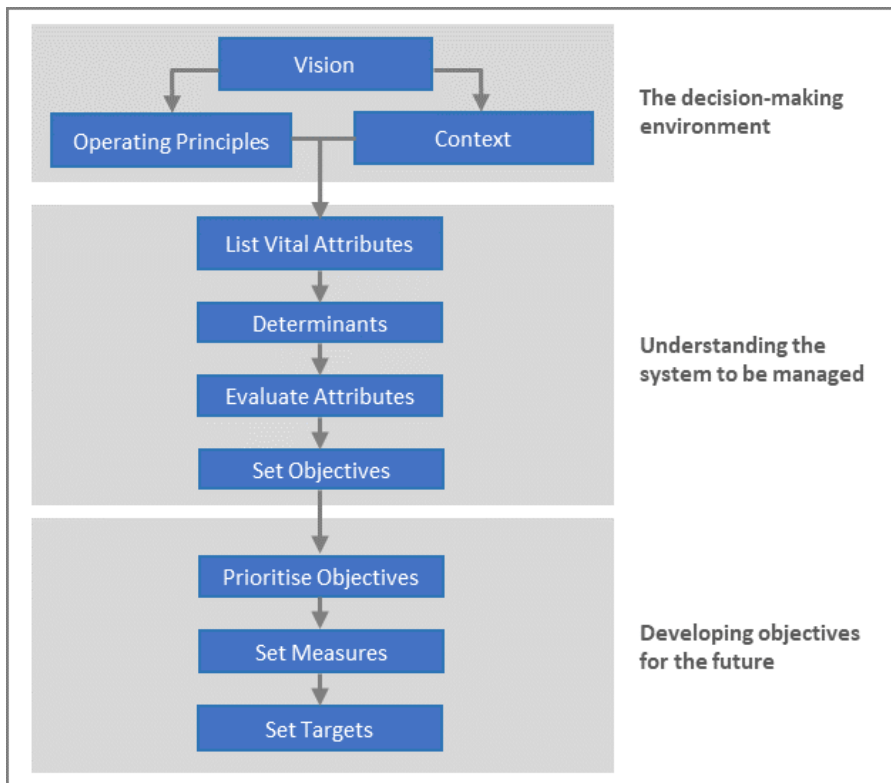 Vision
Operating Principles
Context
The decision-making
environment
List Vital Attributes
Determinants
Evaluate Attributes
Set Objectives
Understanding the
system to be managed
Prioritise Objectives
Set Measures
Set Targets
Developing objectives
for the future